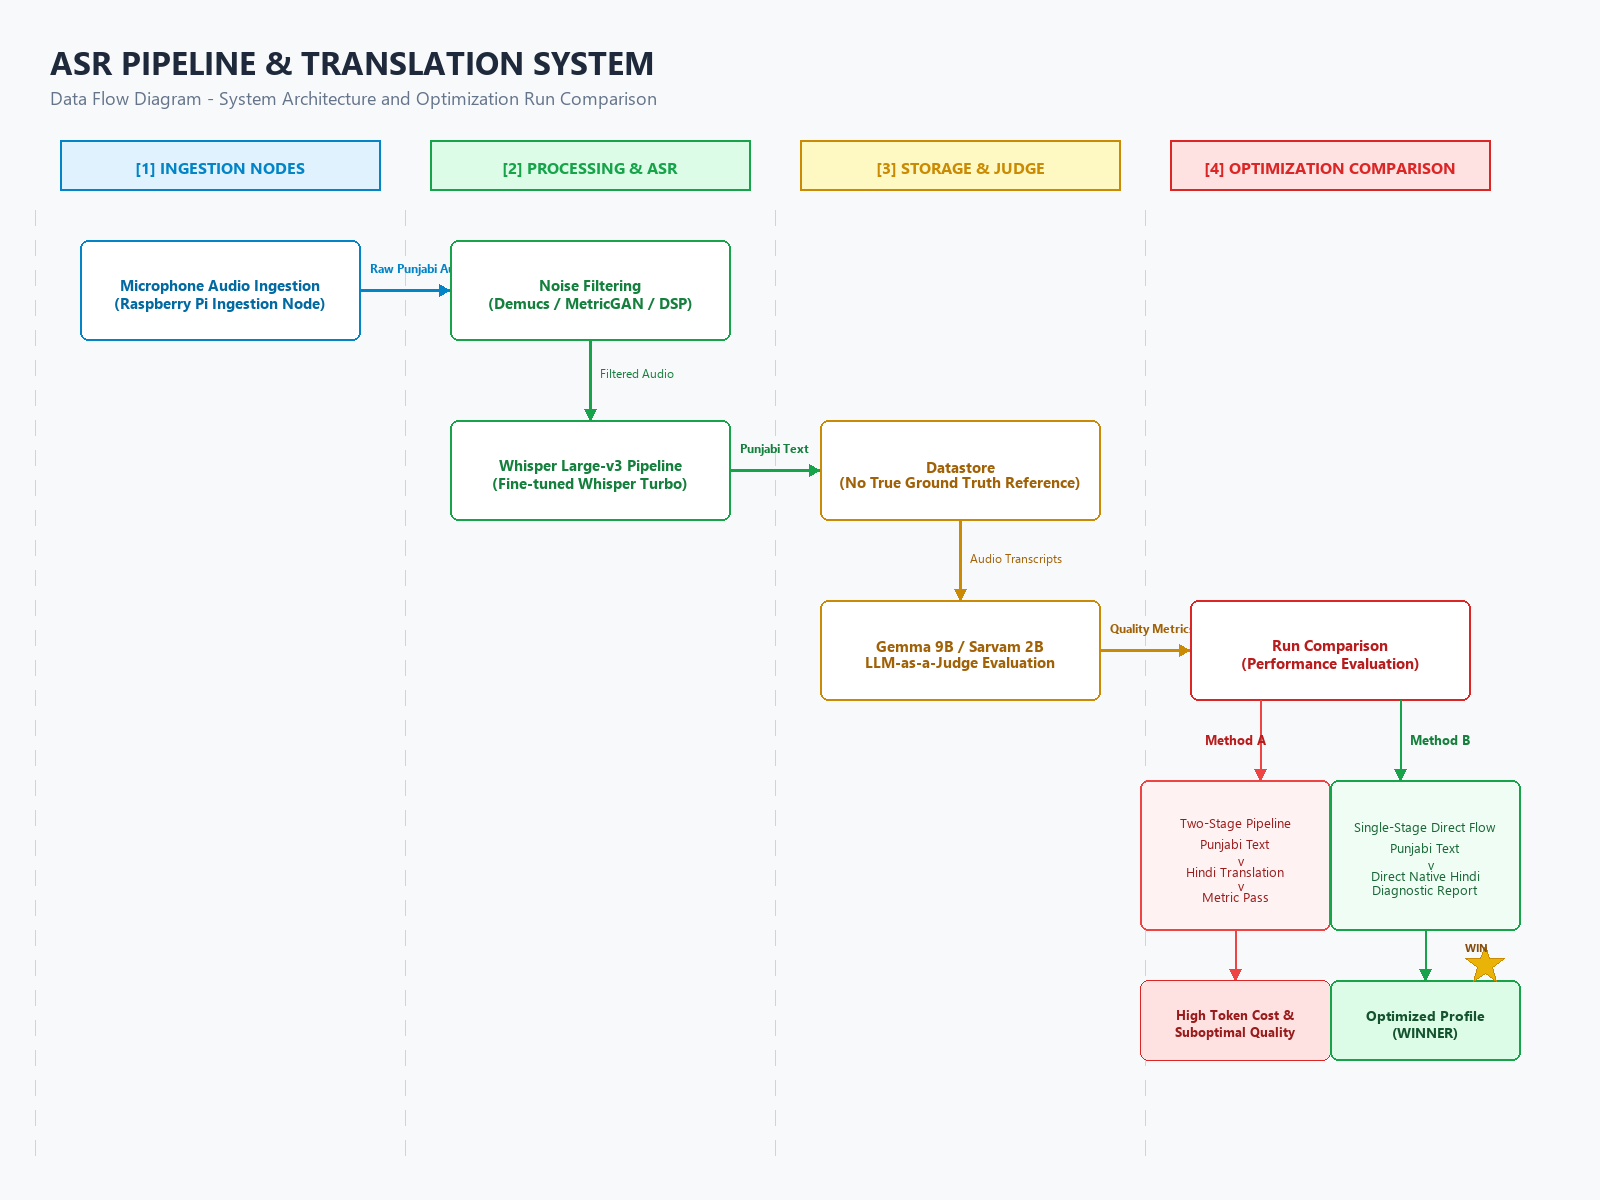 ASR PIPELINE & TRANSLATION SYSTEM
Data Flow Diagram - System Architecture and Optimization Run Comparison
[1] INGESTION NODES
[2] PROCESSING & ASR
[3] STORAGE & JUDGE
[4] OPTIMIZATION COMPARISON
Microphone Audio Ingestion
(Raspberry Pi Ingestion Node)
Raw Punjabi
Noise Filtering
(Demucs / MetricGAN / DSP)
Filtered Audio
Whisper Large-v3 Pipeline
(Fine-tuned Whisper Turbo)
Punjabi Text
Datastore
(No True Ground Truth Reference)
Audio Transcripts
Gemma 9B / Sarvam 2B
LLM-as-a-Judge Evaluation
Quality Metric
Run Comparison
(Performance Evaluation)
Method A
Method B
Two-Stage Pipeline
Punjabi Text
v
Hindi Translation
v
Metric Pass
Single-Stage Direct Flow
Punjabi Text
v
Direct Native Hindi
Diagnostic Report
WIN
High Token Cost &
Suboptimal Quality
Optimized Profile
(WINNER)